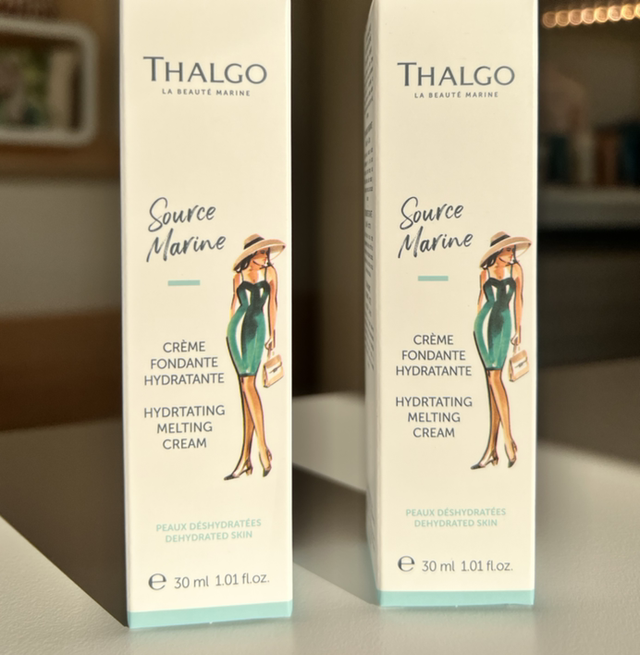 THALGO
LA BEAUTÉ MARINE
Source
Marine
CRÈME
FONDANTE
HYDRATANTE
HYDRTATING
MELTING
CREAM
PEAUX DÉSHYDRATÉES
DEHYDRATED SKIN
e 30 ml 1.01 fl.oz.
THALGO
LA BEAUTÉ MARINE
Source
Marine
CRÈME
FONDANTE
HYDRATANTE
HYDRTATING
MELTING
CREAM
PEAUX DÉSHYDRATÉES
DEHYDRATED SKIN
e 30 ml 1.01 fl.oz.